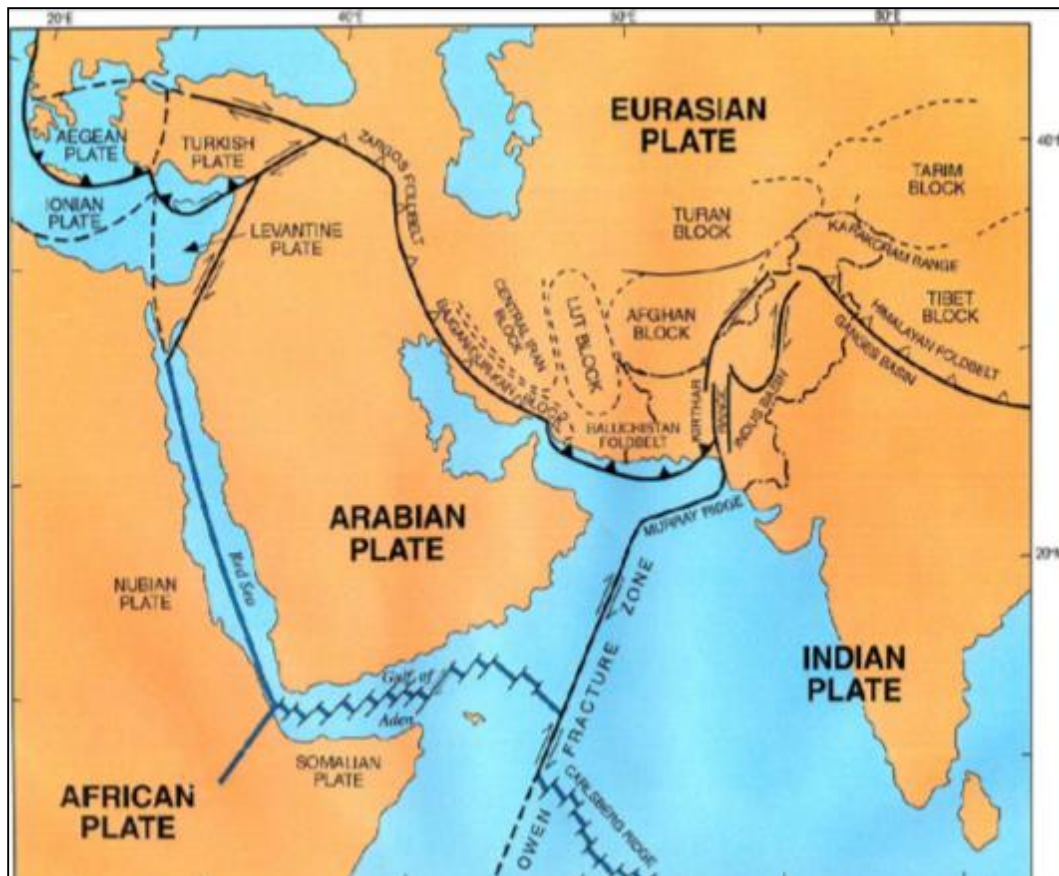 20°E
40°E
60°E
80°E
EURASIAN
PLATE
AEGEAN
PLATE
TURKISH
PLATE
ZARGOS FOLDBELT
40°N
TARIM
BLOCK
IONIAN
PLATE
TURAN
BLOCK
LEVANTINE
PLATE
KARAKORAM RANGE
CENTRAL IRAN
BLOCK
LUT BLOCK
AFGHAN
BLOCK
TIBET
BLOCK
HIMALAYAN FOLDBELT
GANGES BASIN
KIRTHAR
RANGE
INDUS BASIN
BALUCHISTAN
FOLDBELT
ARABIAN
PLATE
MURRAY RIDGE
20°N
NUBIAN
PLATE
Red Sea
INDIAN
PLATE
Gulf of
Aden
SOMALIAN
PLATE
AFRICAN
PLATE
OWEN FRACTURE ZONE
CARLSBERG RIDGE